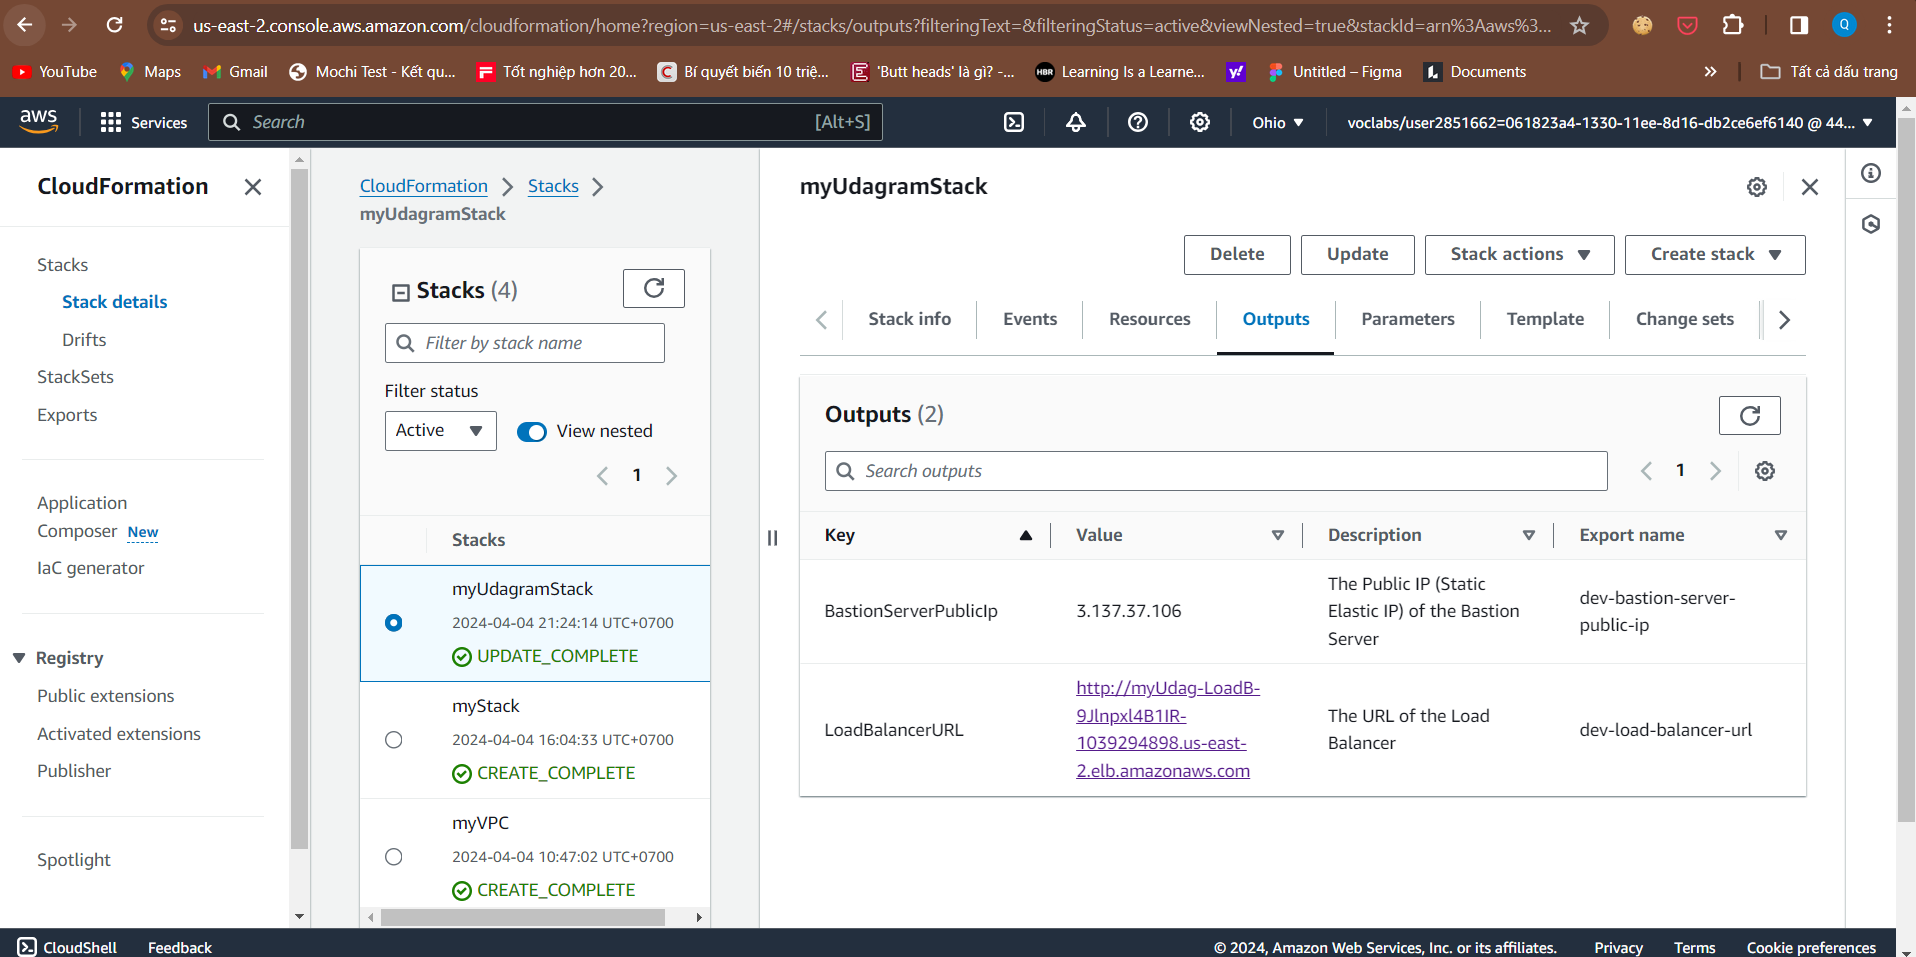 us-east-2.console.aws.amazon.com/cloudformation/home?region=us-east-2#/stacks/outputs?filteringText=&filteringStatus=active&viewNested=true&stackId=arn%3Aaws%3...
Q
YouTube
Maps
Gmail
Mochi Test - Kết qu...
Tốt nghiệp hơn 20...
Bí quyết biến 10 triệ...
'Butt heads' là gì? -...
HBR
Learning Is a Learne...
Untitled – Figma
Documents
Tất cả dấu trang
aws
Services
Search
[Alt+S]
Ohio
voclabs/user2851662=061823a4-1330-11ee-8d16-db2ce6ef6140 @ 44...
CloudFormation
Stacks
Stack details
Drifts
StackSets
Exports
Application
Composer New
IaC generator
Registry
Public extensions
Activated extensions
Publisher
Spotlight
CloudFormation
Stacks
myUdagramStack
Stacks (4)
Filter by stack name
Filter status
Active
View nested
1
Stacks
myUdagramStack
2024-04-04 21:24:14 UTC+0700
UPDATE_COMPLETE
myStack
2024-04-04 16:04:33 UTC+0700
CREATE_COMPLETE
myVPC
2024-04-04 10:47:02 UTC+0700
CREATE_COMPLETE
myUdagramStack
Delete
Update
Stack actions
Create stack
Stack info
Events
Resources
Outputs
Parameters
Template
Change sets
Outputs (2)
Search outputs
1
Key
Value
Description
Export name
BastionServerPublicIp
3.137.37.106
The Public IP (Static
Elastic IP) of the Bastion
Server
dev-bastion-server-
public-ip
LoadBalancerURL
http://myUdag-LoadB-
9Jlnpxl4B1IR-
1039294898.us-east-
2.elb.amazonaws.com
The URL of the Load
Balancer
dev-load-balancer-url
CloudShell
Feedback
© 2024, Amazon Web Services, Inc. or its affiliates.
Privacy
Terms
Cookie preferences